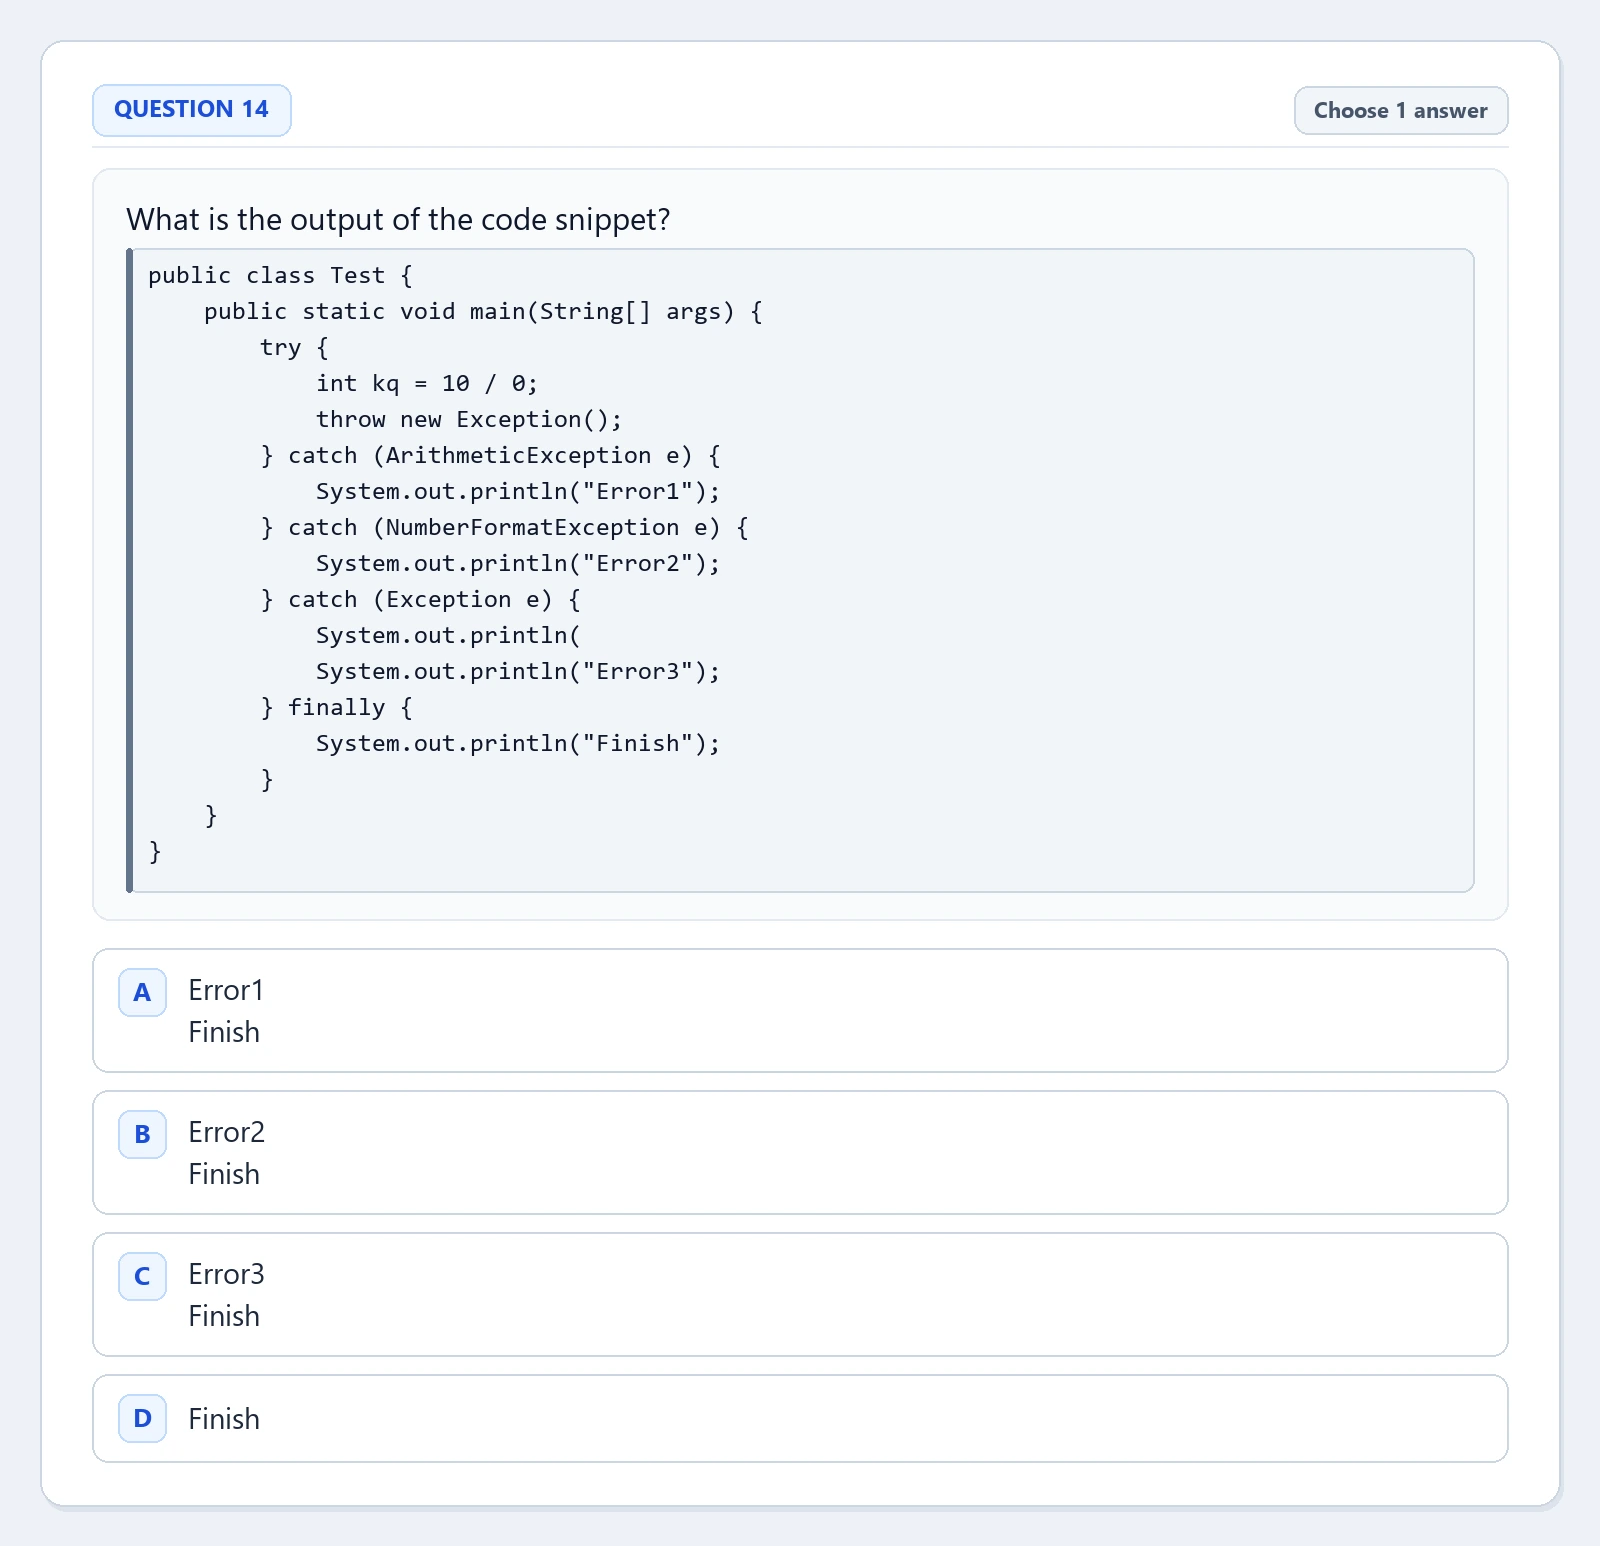 QUESTION 14
Choose 1 answer
What is the output of the code snippet?
public class Test {
    public static void main(String[] args) {
        try {
            int kq = 10 / 0;
            throw new Exception();
        } catch (ArithmeticException e) {
            System.out.println("Error1");
        } catch (NumberFormatException e) {
            System.out.println("Error2");
        } catch (Exception e) {
            System.out.println(
            System.out.println("Error3");
        } finally {
            System.out.println("Finish");
        }
    }
}
A Error1
Finish
B Error2
Finish
C Error3
Finish
D Finish